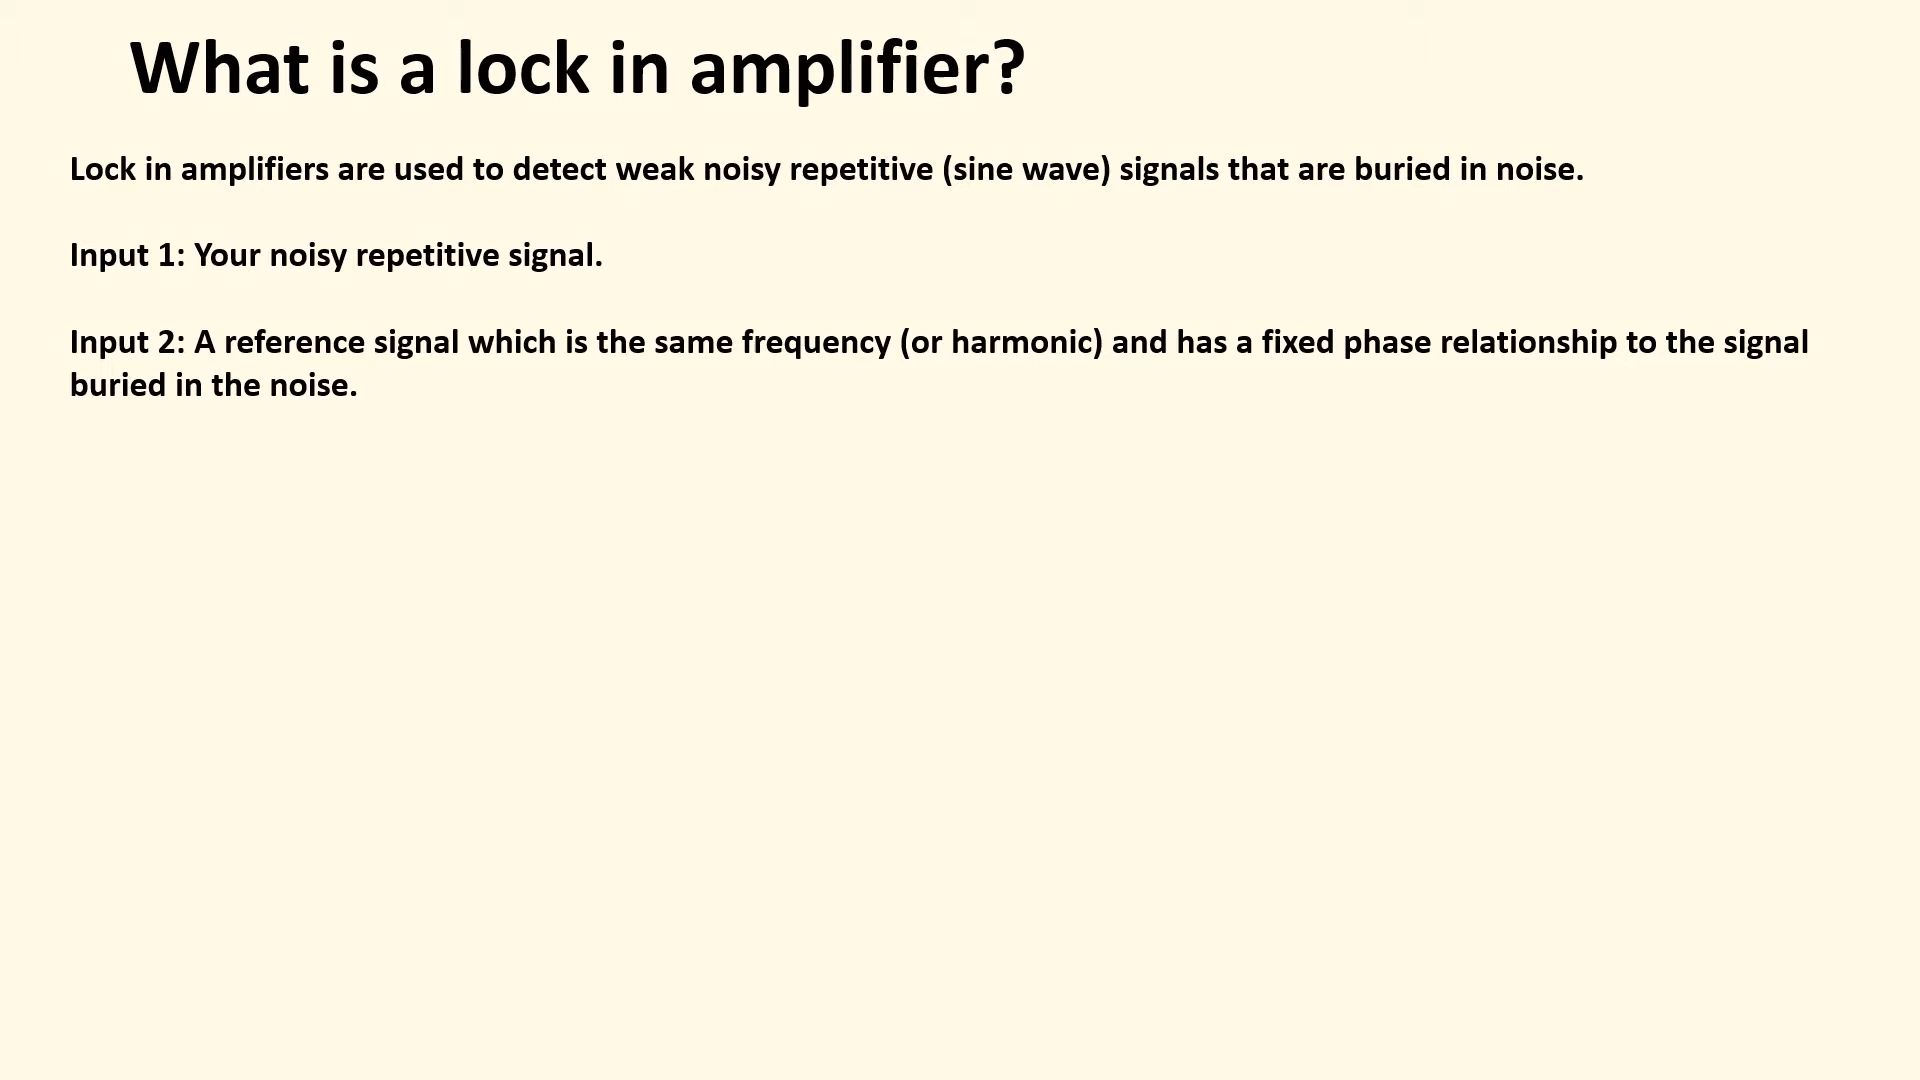 What is a lock in amplifier?
Lock in amplifiers are used to detect weak noisy repetitive (sine wave) signals that are buried in noise.
Input 1: Your noisy repetitive signal.
Input 2: A reference signal which is the same frequency (or harmonic) and has a fixed phase relationship to the signal
buried in the noise.